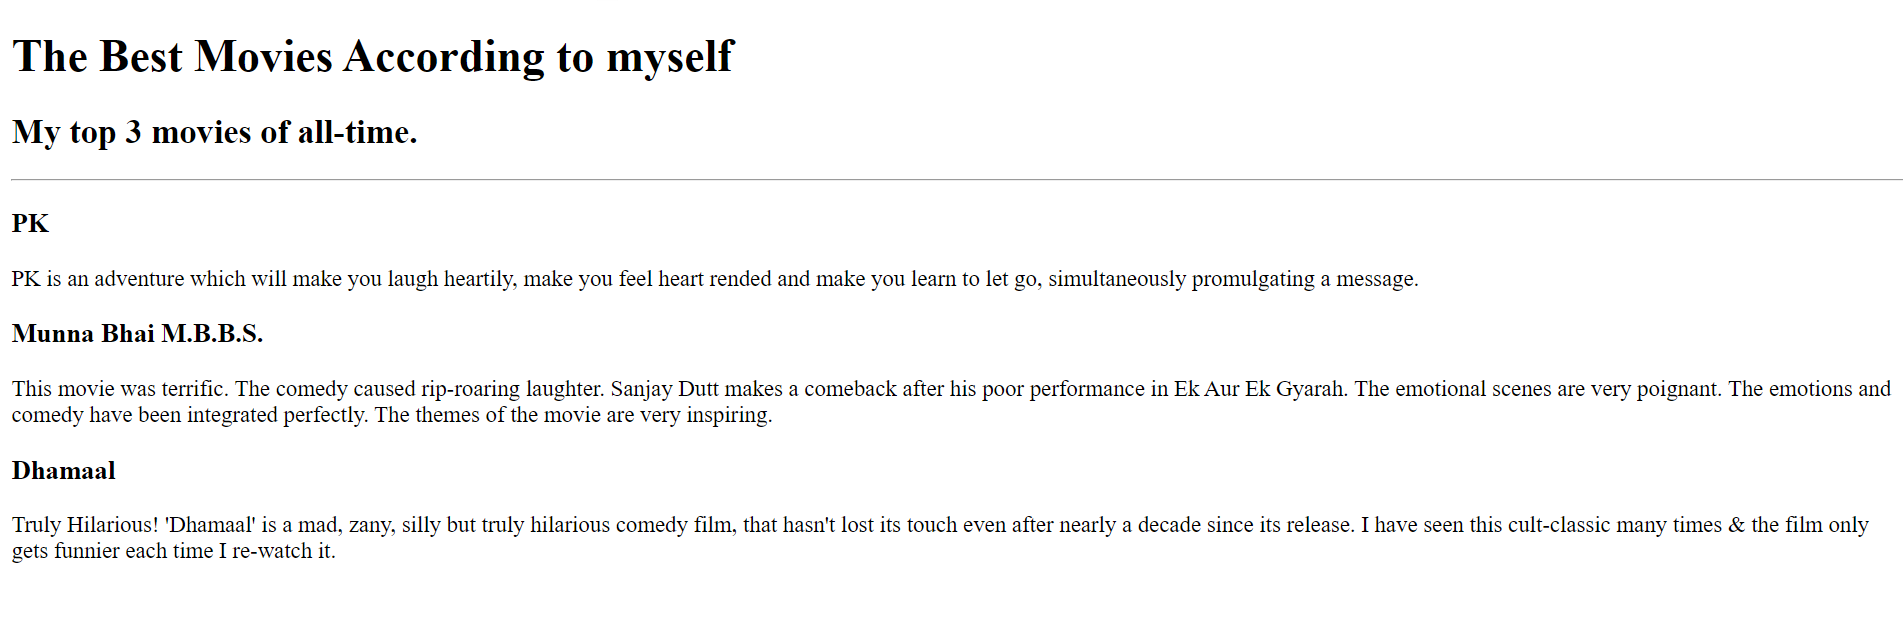 The Best Movies According to myself
My top 3 movies of all-time.
PK
PK is an adventure which will make you laugh heartily, make you feel heart rended and make you learn to let go, simultaneously promulgating a message.
Munna Bhai M.B.B.S.
This movie was terrific. The comedy caused rip-roaring laughter. Sanjay Dutt makes a comeback after his poor performance in Ek Aur Ek Gyarah. The emotional scenes are very poignant. The emotions and
comedy have been integrated perfectly. The themes of the movie are very inspiring.
Dhamaal
Truly Hilarious! 'Dhamaal' is a mad, zany, silly but truly hilarious comedy film, that hasn't lost its touch even after nearly a decade since its release. I have seen this cult-classic many times & the film only
gets funnier each time I re-watch it.